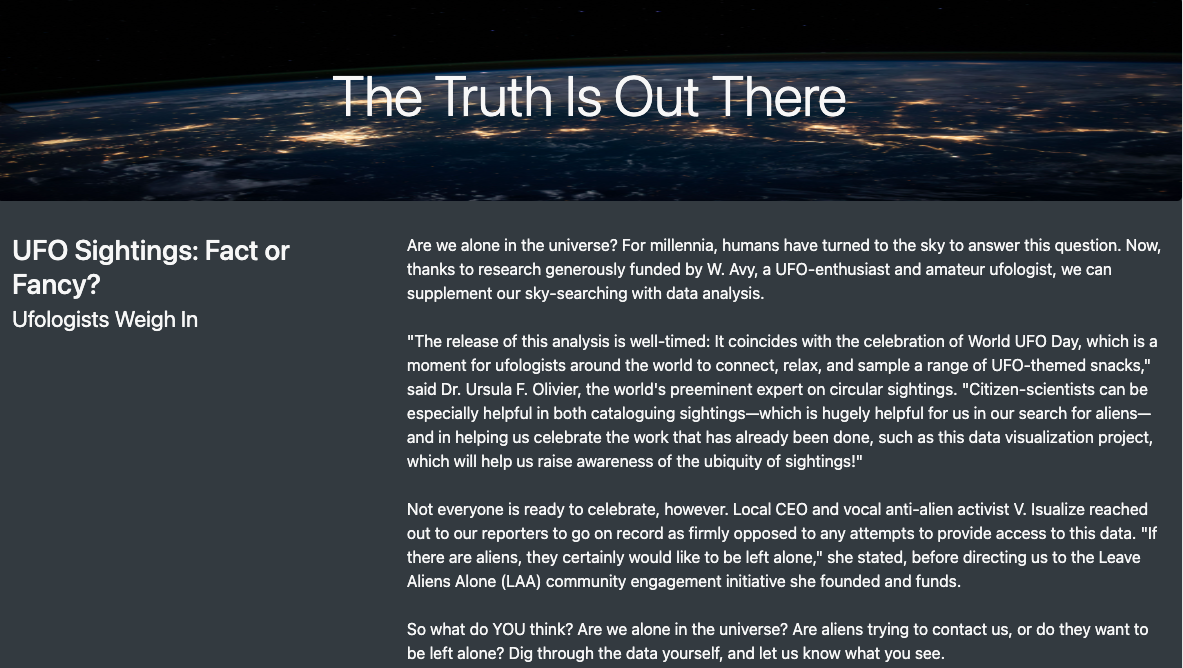 The Truth Is Out There
UFO Sightings: Fact or
Fancy?
Ufologists Weigh In
Are we alone in the universe? For millennia, humans have turned to the sky to answer this question. Now,
thanks to research generously funded by W. Avy, a UFO-enthusiast and amateur ufologist, we can
supplement our sky-searching with data analysis.
"The release of this analysis is well-timed: It coincides with the celebration of World UFO Day, which is a
moment for ufologists around the world to connect, relax, and sample a range of UFO-themed snacks,"
said Dr. Ursula F. Olivier, the world's preeminent expert on circular sightings. "Citizen-scientists can be
especially helpful in both cataloguing sightings—which is hugely helpful for us in our search for aliens—
and in helping us celebrate the work that has already been done, such as this data visualization project,
which will help us raise awareness of the ubiquity of sightings!"
Not everyone is ready to celebrate, however. Local CEO and vocal anti-alien activist V. Isualize reached
out to our reporters to go on record as firmly opposed to any attempts to provide access to this data. "If
there are aliens, they certainly would like to be left alone," she stated, before directing us to the Leave
Aliens Alone (LAA) community engagement initiative she founded and funds.
So what do YOU think? Are we alone in the universe? Are aliens trying to contact us, or do they want to
be left alone? Dig through the data yourself, and let us know what you see.